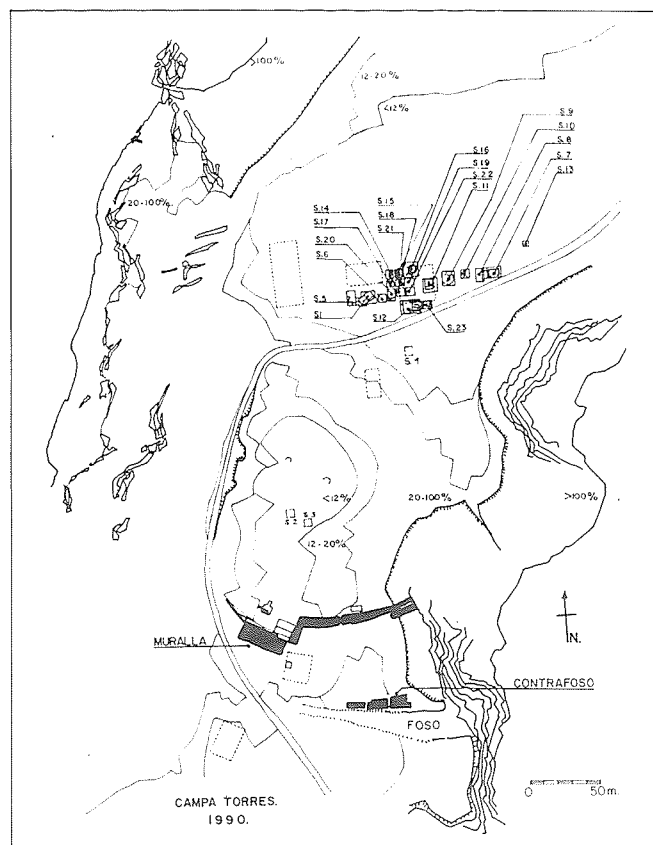 >100%
12-20%
<12%
S.9
S.10
S.8
S.7
S.13
S.16
S.19
S.22
S.11
S.15
S.18
S.21
S.14
S.17
S.20
S.6
20-100%
S.5
S.1
S.12
S.23
S.4
<12%
20-100%
>100%
S.2 S.3
12-20%
N.
MURALLA
CONTRAFOSO
FOSO
CAMPA TORRES.
1990.
0 50m.